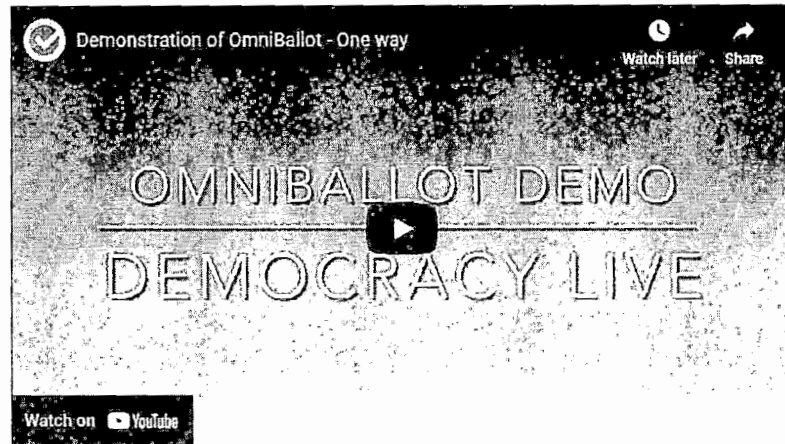 Demonstration of OmniBallot - One way
Watch later Share
OMNIBALLOT DEMO
DEMOCRACY LIVE
Watch on YouTube